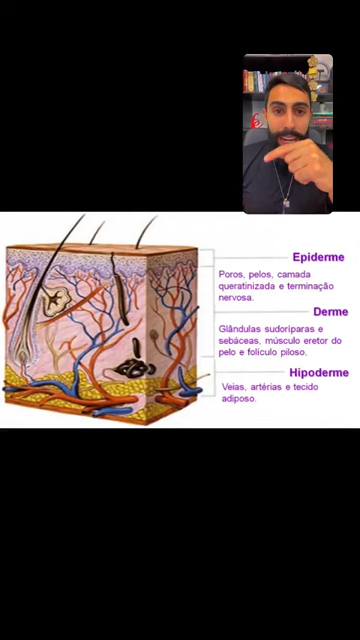 Epiderme
Poros, pelos, camada
queratinizada e terminação
nervosa.
Derme
Glândulas sudoríparas e
sebáceas, músculo eretor do
pelo e folículo piloso.
Hipoderme
Veias, artérias e tecido
adiposo.